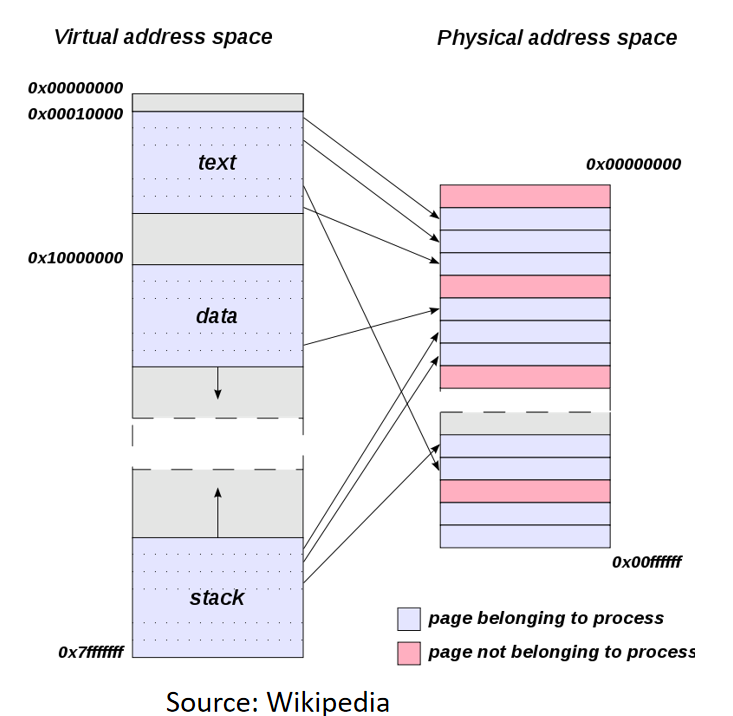 Virtual address space
Physical address space
0x00000000
0x00010000
text
0x00000000
0x10000000
data
stack
0x00ffffff
page belonging to process
page not belonging to process
0x7fffffff
Source: Wikipedia